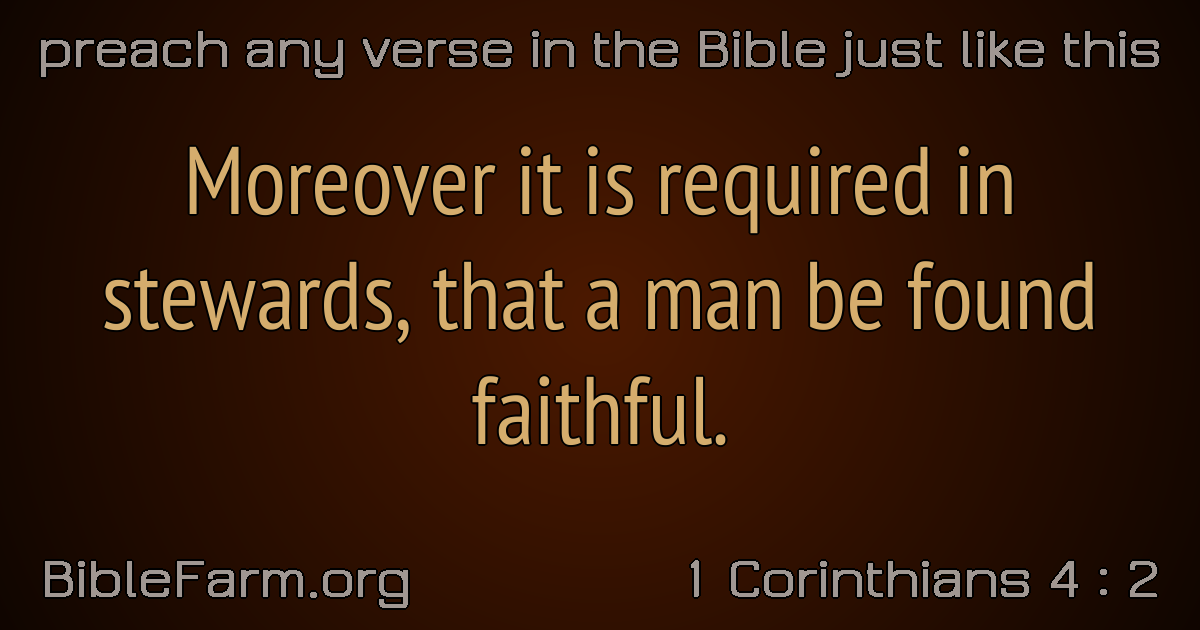 preach any verse in the Bible just like this
Moreover it is required in
stewards, that a man be found
faithful.
BibleFarm.org
1 Corinthians 4 : 2